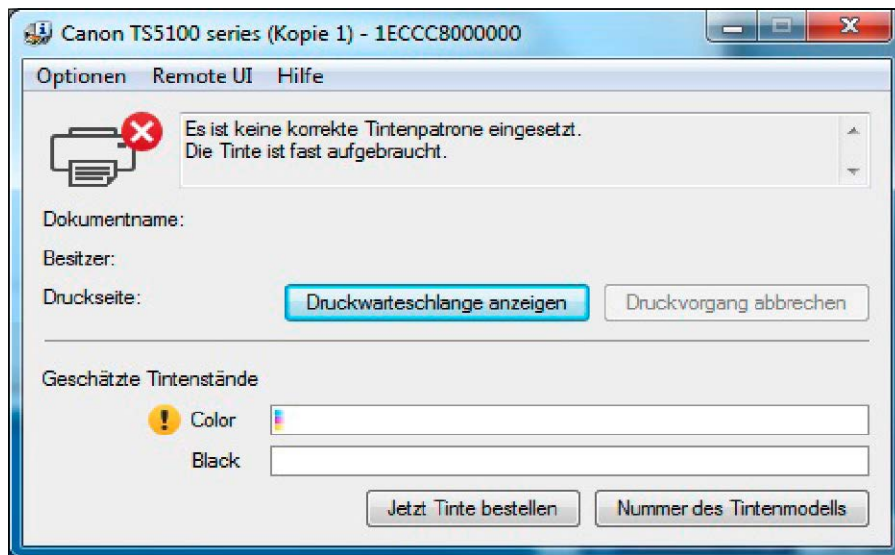 Canon TS5100 series (Kopie 1) - 1ECCC8000000
Optionen Remote UI Hilfe
Es ist keine korrekte Tintenpatrone eingesetzt.
Die Tinte ist fast aufgebraucht.
Dokumentname:
Besitzer:
Druckseite:
Druckwarteschlange anzeigen
Druckvorgang abbrechen
Geschätzte Tintenstände
Color
Black
Jetzt Tinte bestellen
Nummer des Tintenmodells